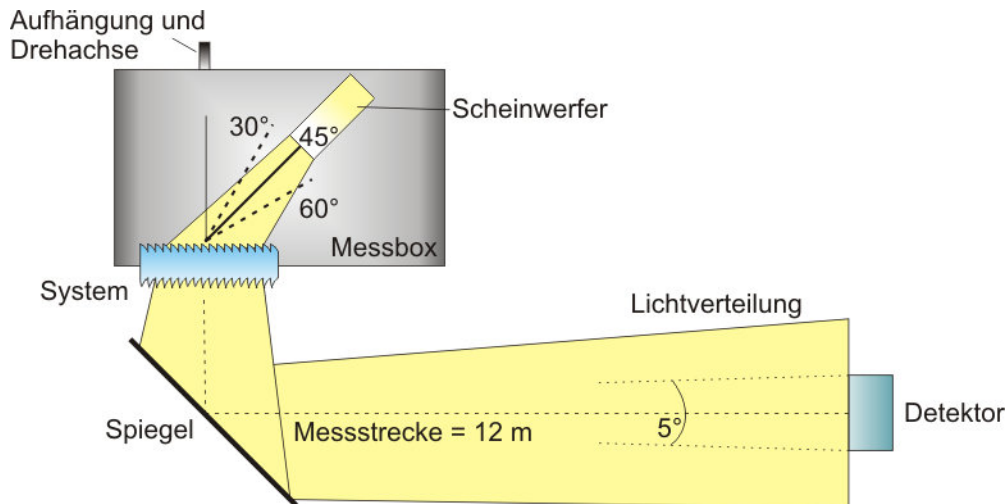 Aufhängung und
Drehachse
Scheinwerfer
30°
45°
60°
Messbox
System
Lichtverteilung
Spiegel
Messstrecke = 12 m
5°
Detektor